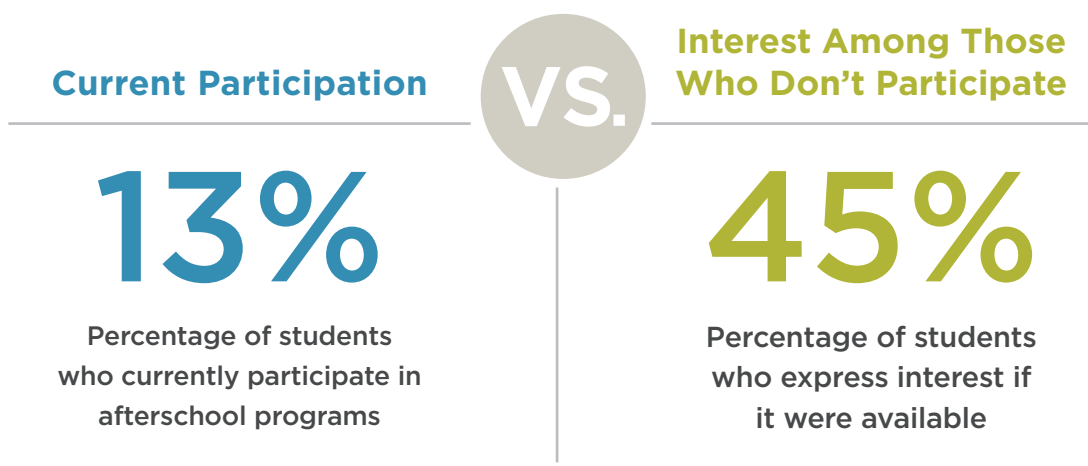 Current Participation
VS.
Interest Among Those
Who Don’t Participate
13%
Percentage of students
who currently participate in
afterschool programs
45%
Percentage of students
who express interest if
it were available